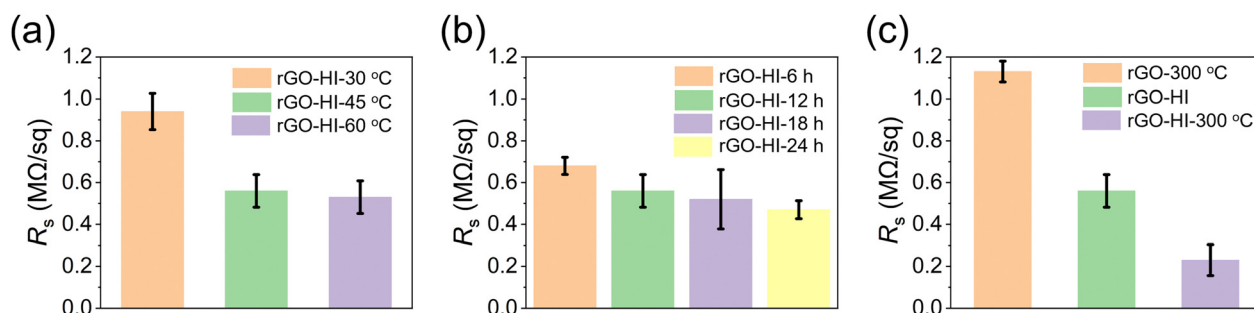 (a)
1.2
1.0
0.8
0.6
0.4
0.2
0.0
Rs (MΩ/sq)
rGO-HI-30 °C
rGO-HI-45 °C
rGO-HI-60 °C
(b)
1.2
1.0
0.8
0.6
0.4
0.2
0.0
Rs (MΩ/sq)
rGO-HI-6 h
rGO-HI-12 h
rGO-HI-18 h
rGO-HI-24 h
(c)
1.2
1.0
0.8
0.6
0.4
0.2
0.0
Rs (MΩ/sq)
rGO-300 °C
rGO-HI
rGO-HI-300 °C